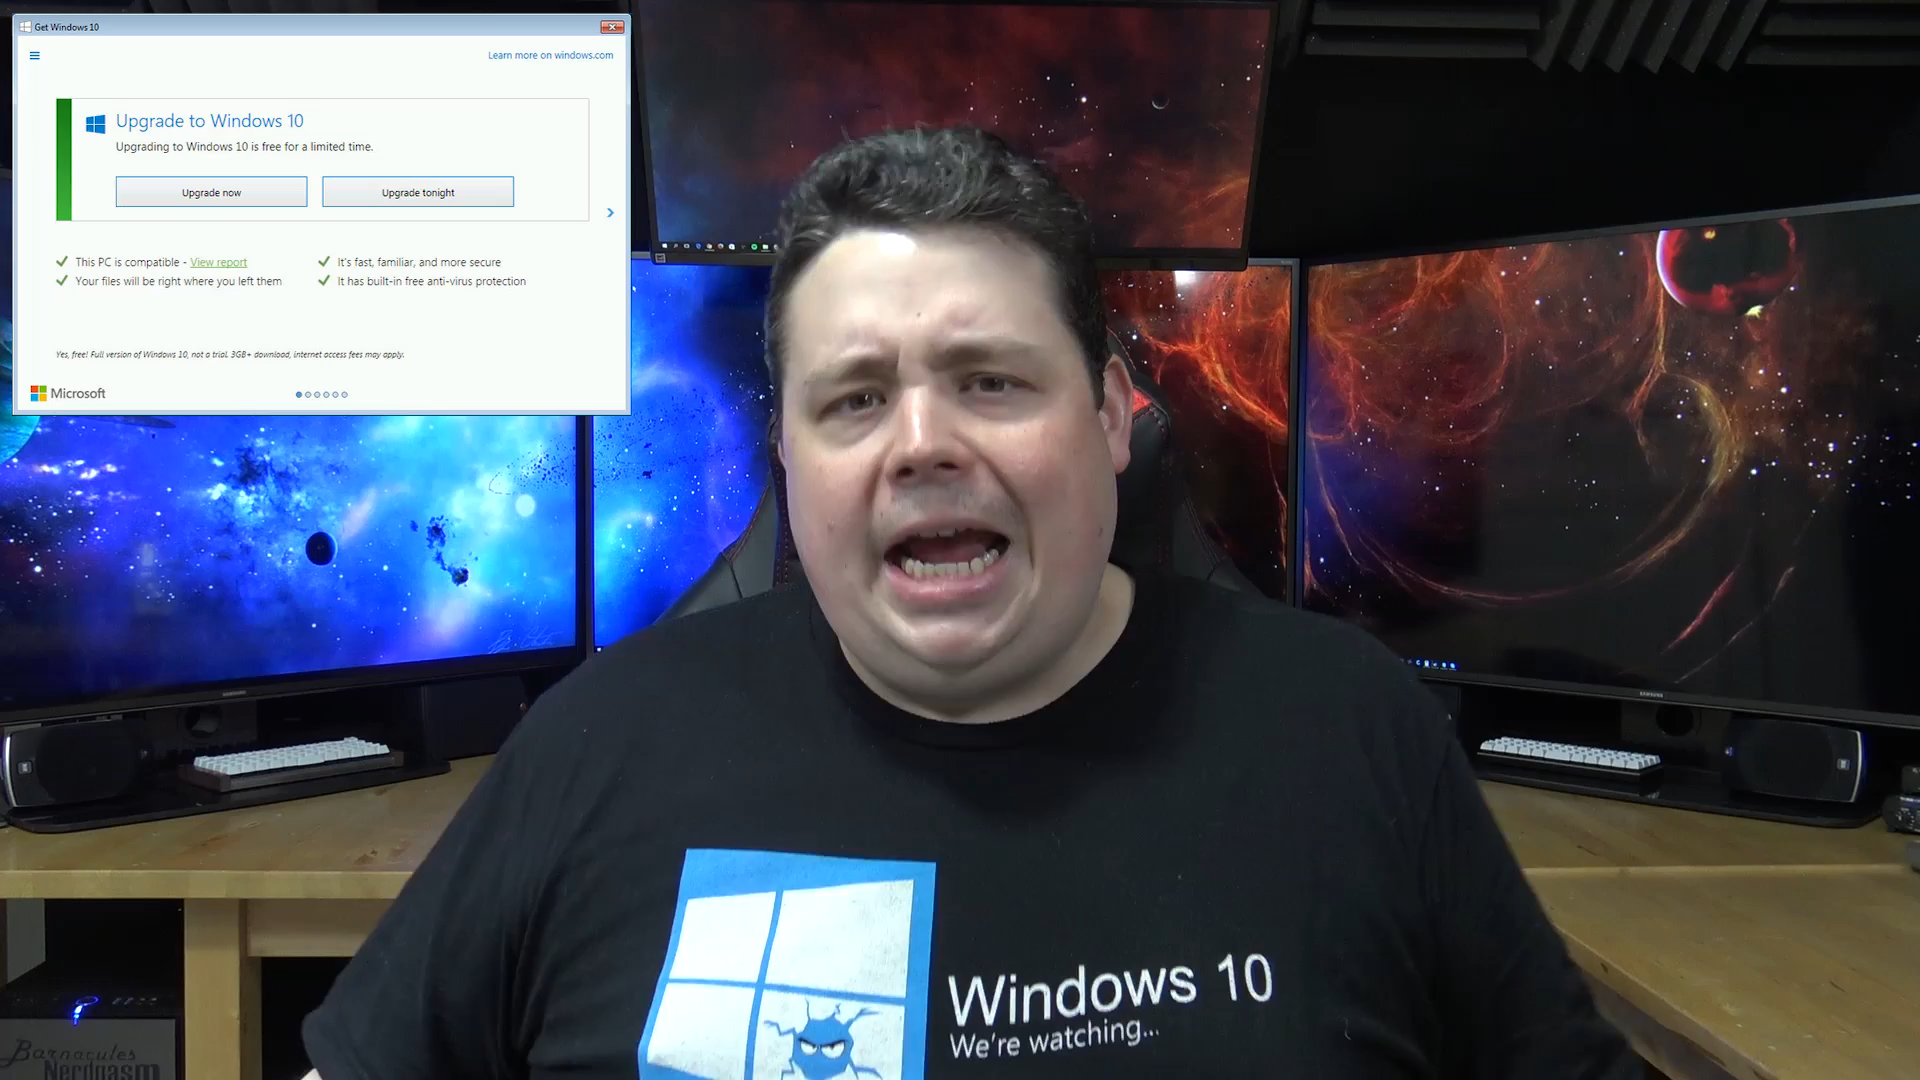 Get Windows 10
Learn more on windows.com
Upgrade to Windows 10
Upgrading to Windows 10 is free for a limited time.
Upgrade now
Upgrade tonight
This PC is compatible - View report
It's fast, familiar, and more secure
Your files will be right where you left them
It has built-in free anti-virus protection
Yes, free! Full version of Windows 10, not a trial. 3GB+ download, internet access fees may apply.
Microsoft
SAMSUNG
SAMSUNG
Windows 10
We're watching...
Barnacules
Nerdgasm